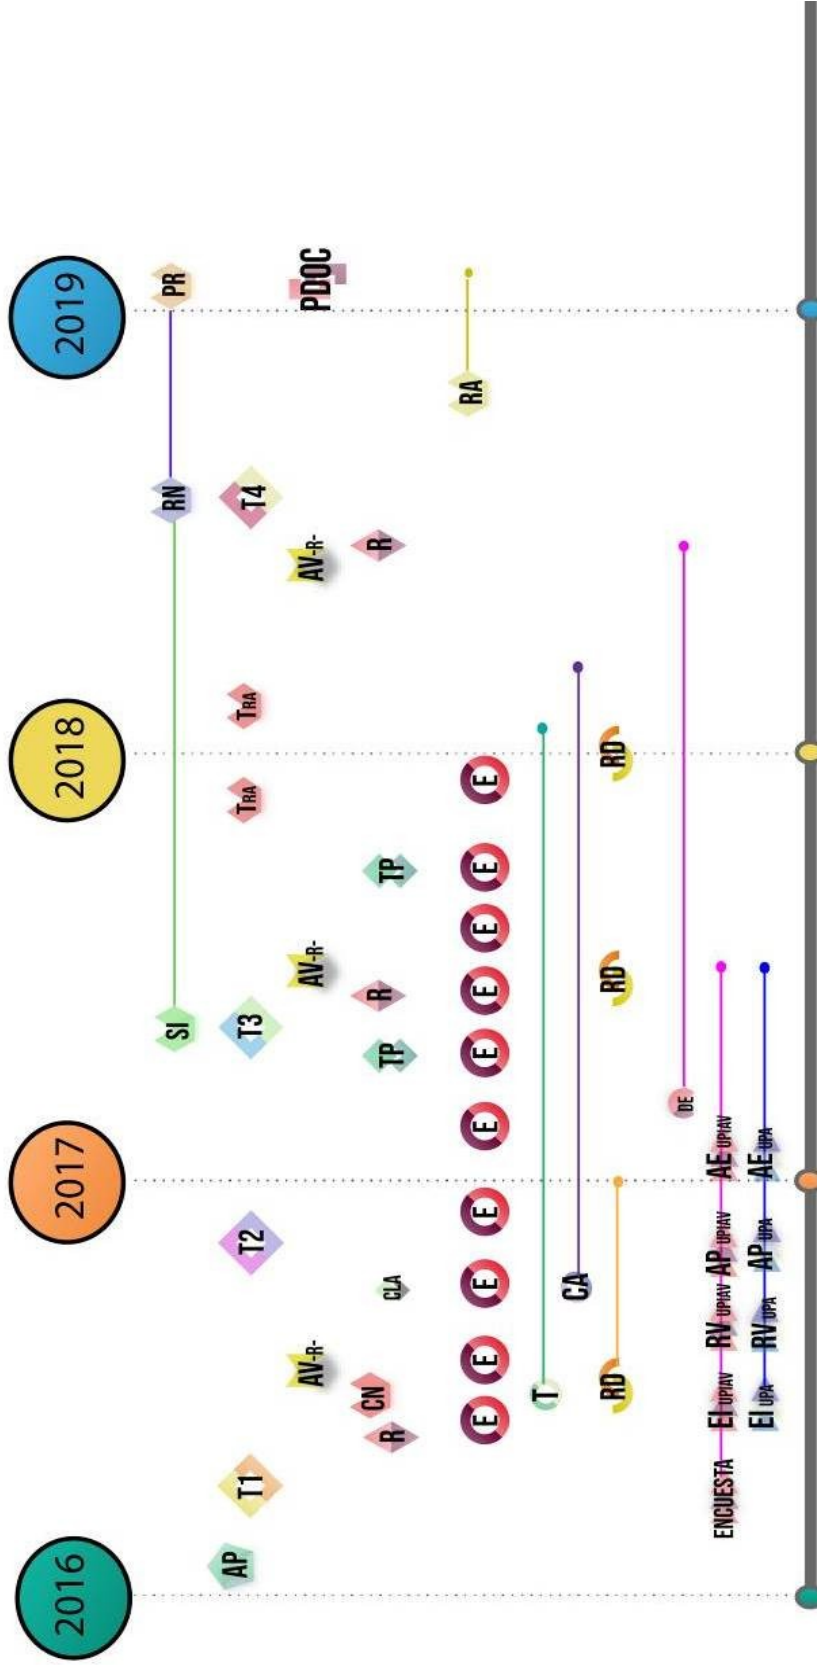 2016 2017 2018 2019
SI RN PR
AP T1 T2 T3 TRA TRA T4
AV-R- AV-R- AV-R- PDOC
R CN CLA TP R TP R
RA
E E E E E E E E E E
T
CA
RD RD RD
DE
ENCUESTA EI UPIAV RV UPIAV AP UPIAV AE UPIAV
EI UPA RV UPA AP UPA AE UPA